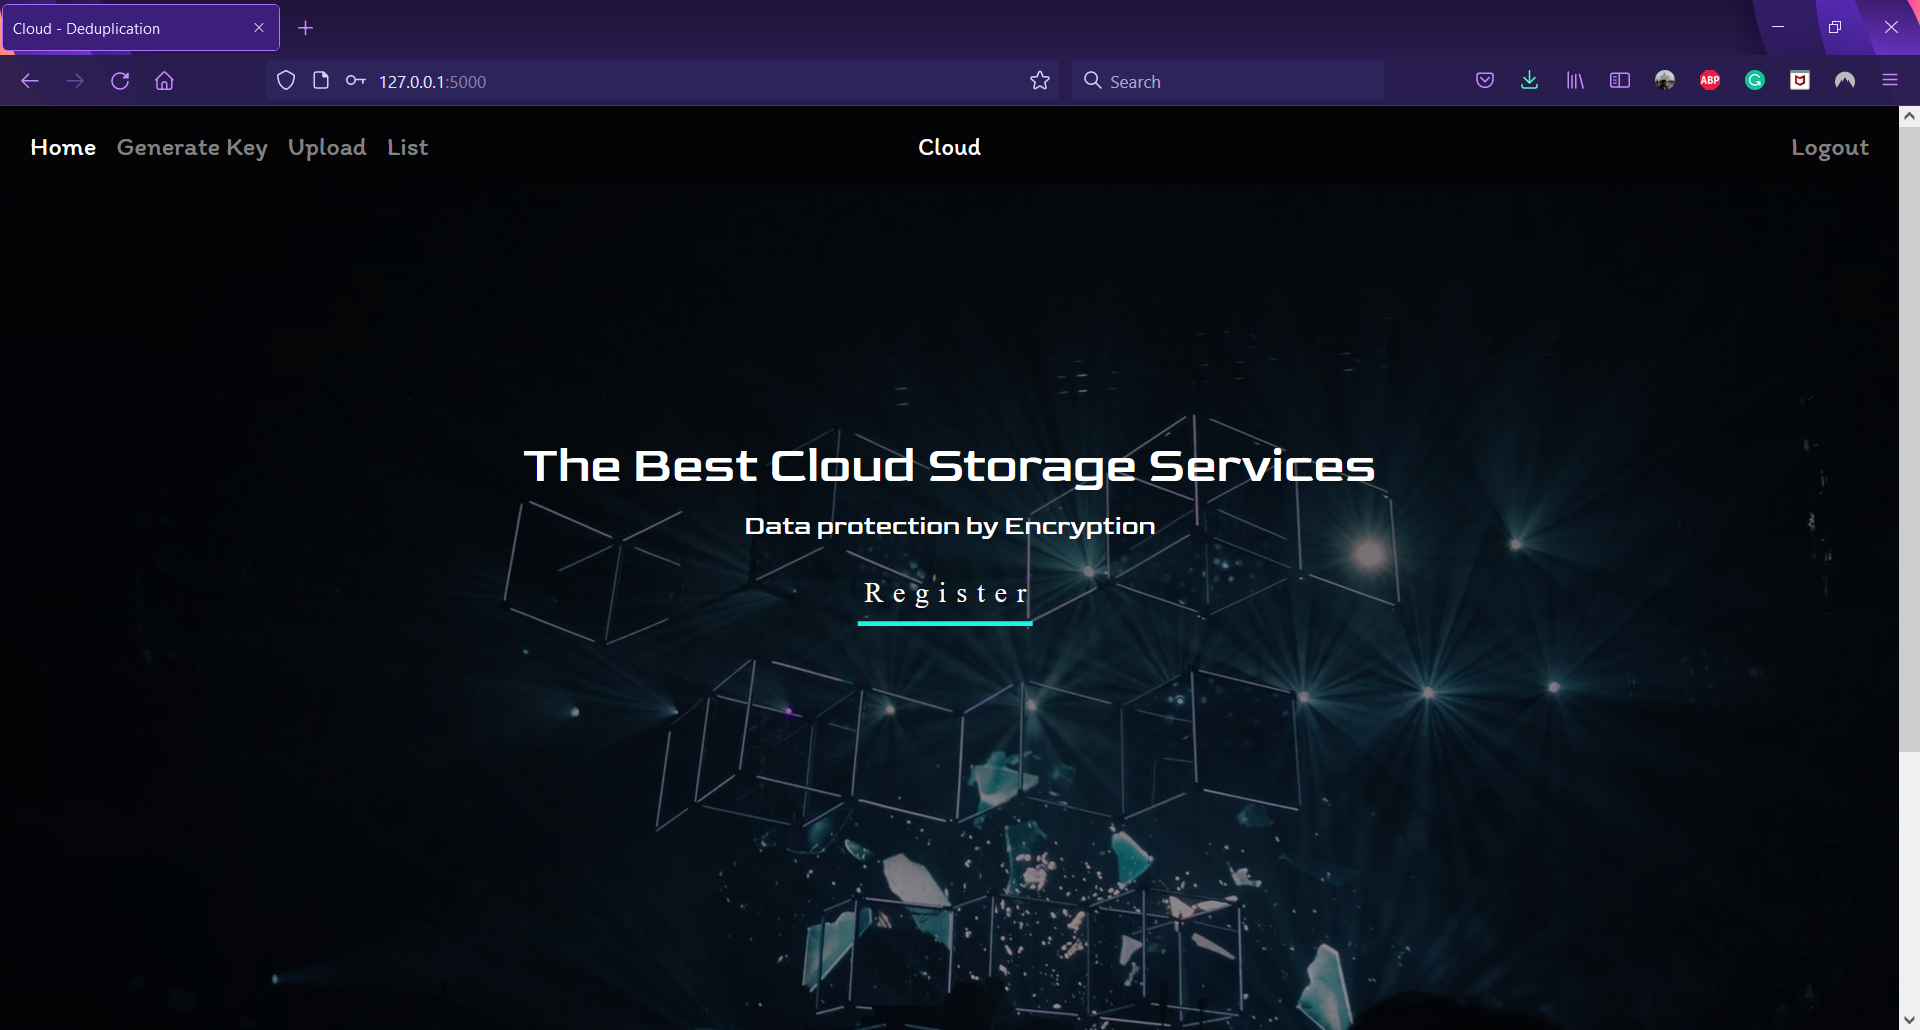 Cloud - Deduplication
127.0.0.1:5000
Search
ABP
Home Generate Key Upload List Cloud Logout
The Best Cloud Storage Services
Data protection by Encryption
Register